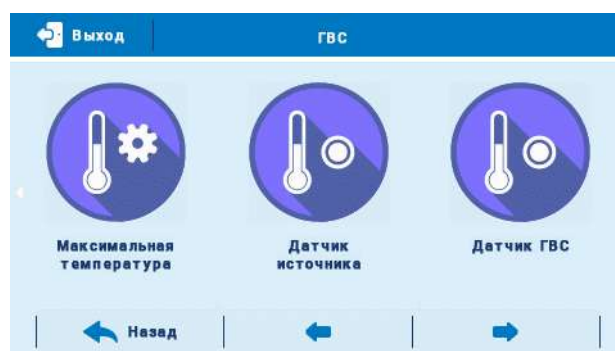 Выход
ГВС
Максимальная
температура
Датчик
источника
Датчик ГВС
Назад